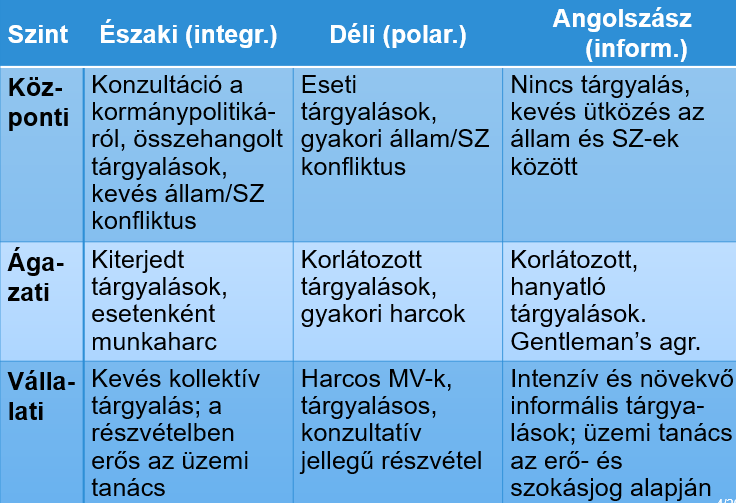 Szint Északi (integr.) Déli (polar.) Angolszász (inform.)
Köz-
ponti
Konzultáció a
kormánypolitiká-
ról, összehangolt
tárgyalások,
kevés állam/SZ
konfliktus
Eseti
tárgyalások,
gyakori állam/SZ
konfliktus
Nincs tárgyalás,
kevés ütközés az
állam és SZ-ek
között
Ága-
zati
Kiterjedt
tárgyalások,
esetenként
munkaharc
Korlátozott
tárgyalások,
gyakori harcok
Korlátozott,
hanyatló
tárgyalások.
Gentleman's agr.
Válla-
lati
Kevés kollektív
tárgyalás; a
részvételben
erős az üzemi
tanács
Harcos MV-k,
tárgyalásos,
konzultatív
jellegű részvétel
Intenzív és növekvő
informális tárgya-
lások; üzemi tanács
az erő- és
szokásjog alapján